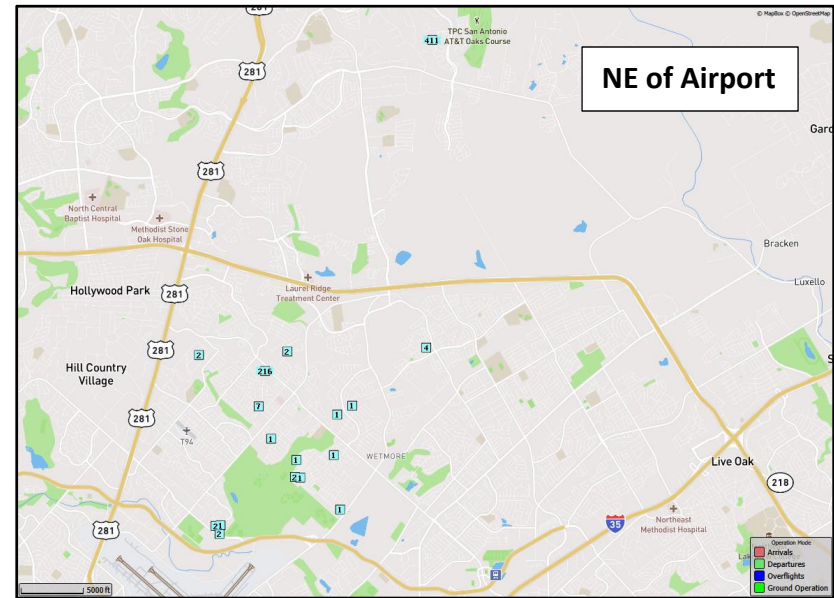 281
© MapBox © OpenStreetMap
TPC San Antonio
AT&T Oaks Course
411
NE of Airport
281
281
North Central
Baptist Hospital
Methodist Stone
Oak Hospital
Bracken
Laurel Ridge
Treatment Center
Luxello
Hollywood Park
281
281
2
2
4
Hill Country
Village
216
7
1
1
281
T94
1
1
1
WETMORE
21
Live Oak
218
1
Northeast
Methodist Hospital
35
281
21
2
Operation Mode
Arrivals
Departures
Overflights
Ground Operation
5000 ft